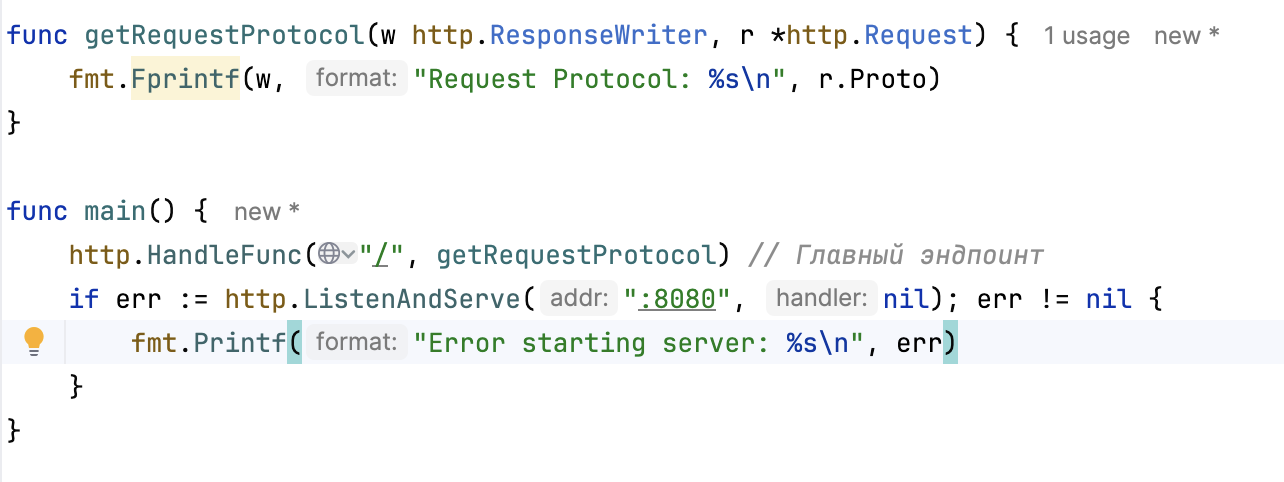 func getRequestProtocol(w http.ResponseWriter, r *http.Request) { 1 usage new *
    fmt.Fprintf(w, format: "Request Protocol: %s\n", r.Proto)
}

func main() { new *
    http.HandleFunc("/", getRequestProtocol) // Главный эндпоинт
    if err := http.ListenAndServe( addr: ":8080", handler: nil); err != nil {
        fmt.Printf( format: "Error starting server: %s\n", err)
    }
}